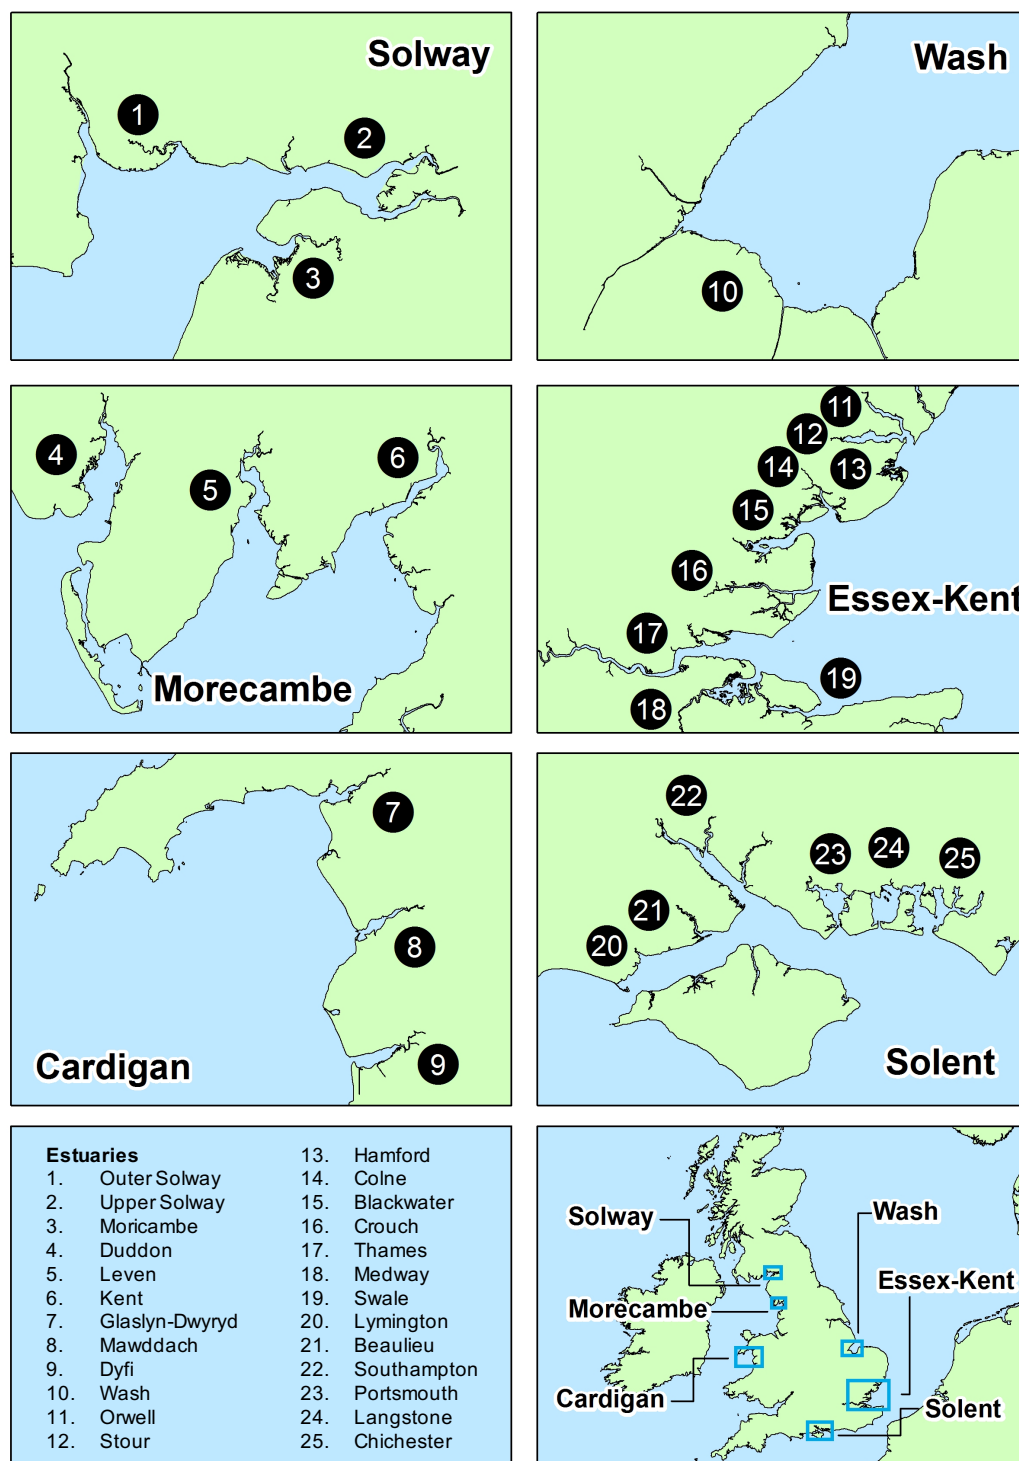 Solway
1
2
3
Wash
10
4
5
6
Morecambe
11
12
13
14
15
16
Essex-Kent
17
18
19
7
8
9
Cardigan
22
23
24
25
21
20
Solent
Estuaries
1. Outer Solway
2. Upper Solway
3. Moricambe
4. Duddon
5. Leven
6. Kent
7. Glaslyn-Dwyryd
8. Mawddach
9. Dyfi
10. Wash
11. Orwell
12. Stour
13. Hamford
14. Colne
15. Blackwater
16. Crouch
17. Thames
18. Medway
19. Swale
20. Lymington
21. Beaulieu
22. Southampton
23. Portsmouth
24. Langstone
25. Chichester
Solway
Wash
Essex-Kent
Morecambe
Cardigan
Solent